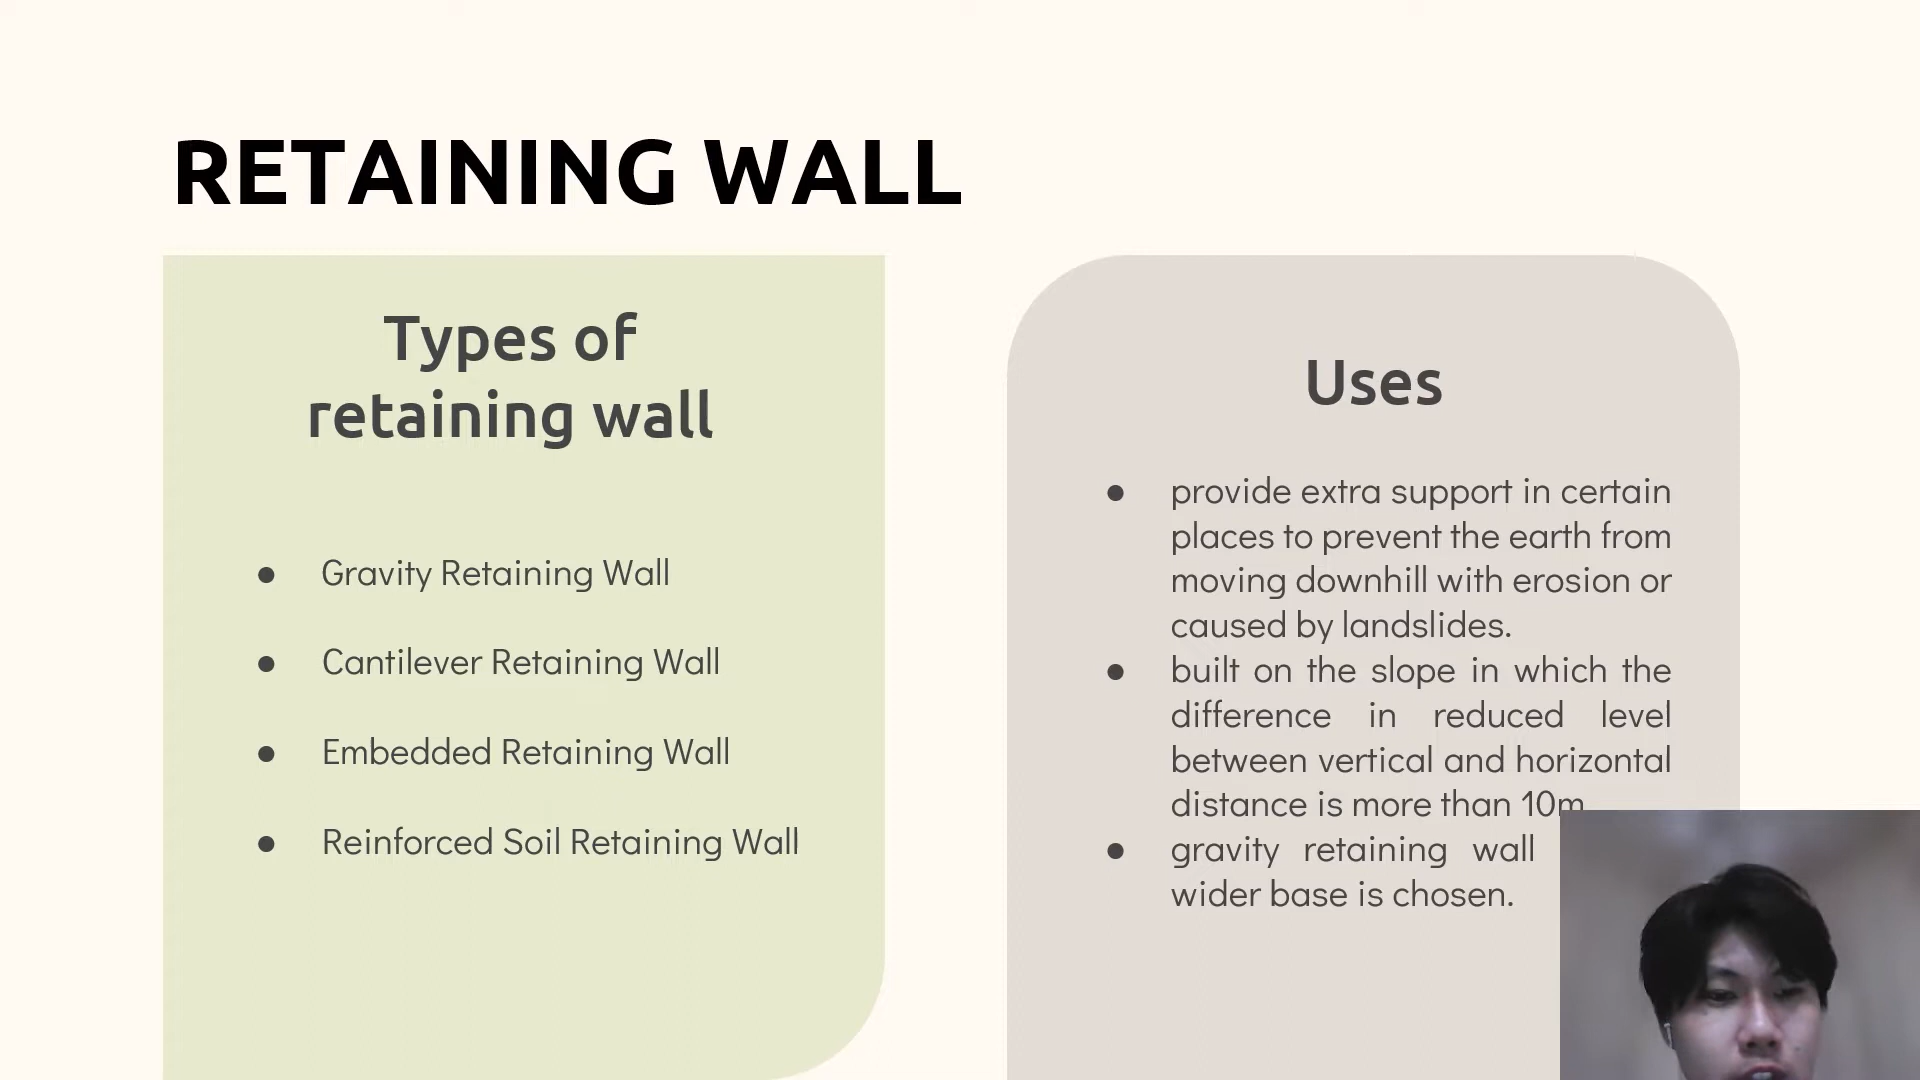 RETAINING WALL
Types of
retaining wall
● Gravity Retaining Wall
● Cantilever Retaining Wall
● Embedded Retaining Wall
● Reinforced Soil Retaining Wall
Uses
● provide extra support in certain
places to prevent the earth from
moving downhill with erosion or
caused by landslides.
● built on the slope in which the
difference in reduced level
between vertical and horizontal
distance is more than 10m
● gravity retaining wall
wider base is chosen.